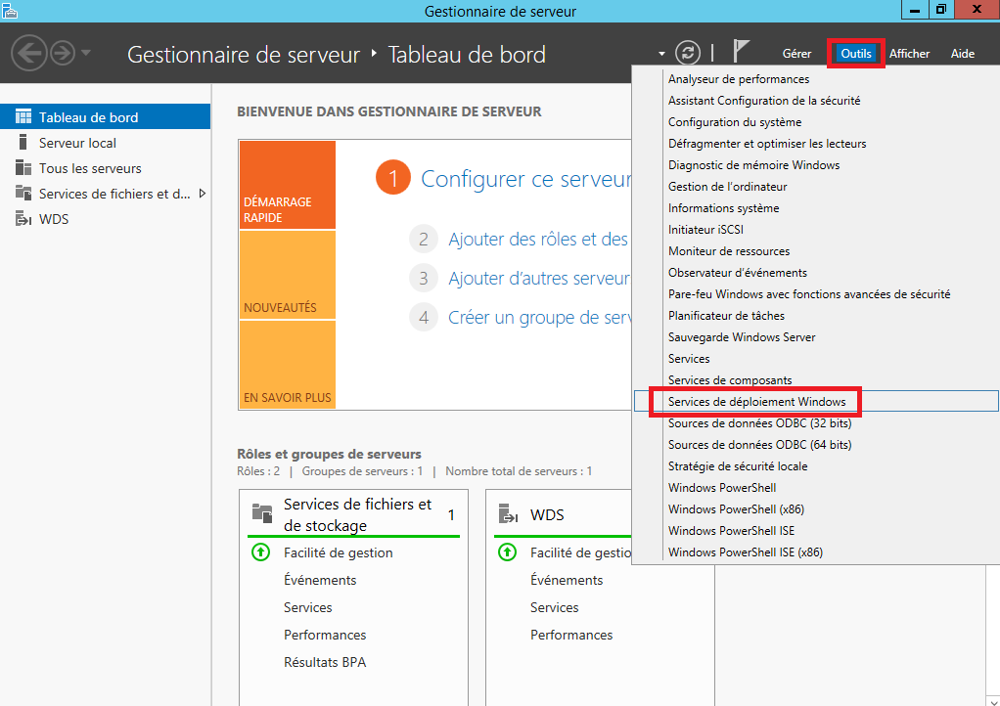 Gestionnaire de serveur
Gestionnaire de serveur ‣ Tableau de bord
Gérer
Outils
Afficher
Aide
Tableau de bord
Serveur local
Tous les serveurs
Services de fichiers et d...
WDS
BIENVENUE DANS GESTIONNAIRE DE SERVEUR
DÉMARRAGE
RAPIDE
NOUVEAUTÉS
EN SAVOIR PLUS
1 Configurer ce serveur
2 Ajouter des rôles et des
3 Ajouter d'autres serveur
4 Créer un groupe de serv
Analyseur de performances
Assistant Configuration de la sécurité
Configuration du système
Défragmenter et optimiser les lecteurs
Diagnostic de mémoire Windows
Gestion de l'ordinateur
Informations système
Initiateur iSCSI
Moniteur de ressources
Observateur d'événements
Pare-feu Windows avec fonctions avancées de sécurité
Planificateur de tâches
Sauvegarde Windows Server
Services
Services de composants
Services de déploiement Windows
Sources de données ODBC (32 bits)
Sources de données ODBC (64 bits)
Stratégie de sécurité locale
Windows PowerShell
Windows PowerShell (x86)
Windows PowerShell ISE
Windows PowerShell ISE (x86)
Rôles et groupes de serveurs
Rôles : 2 | Groupes de serveurs : 1 | Nombre total de serveurs : 1
Services de fichiers et
de stockage
1
Facilité de gestion
Événements
Services
Performances
Résultats BPA
WDS
Facilité de gestio
Événements
Services
Performances